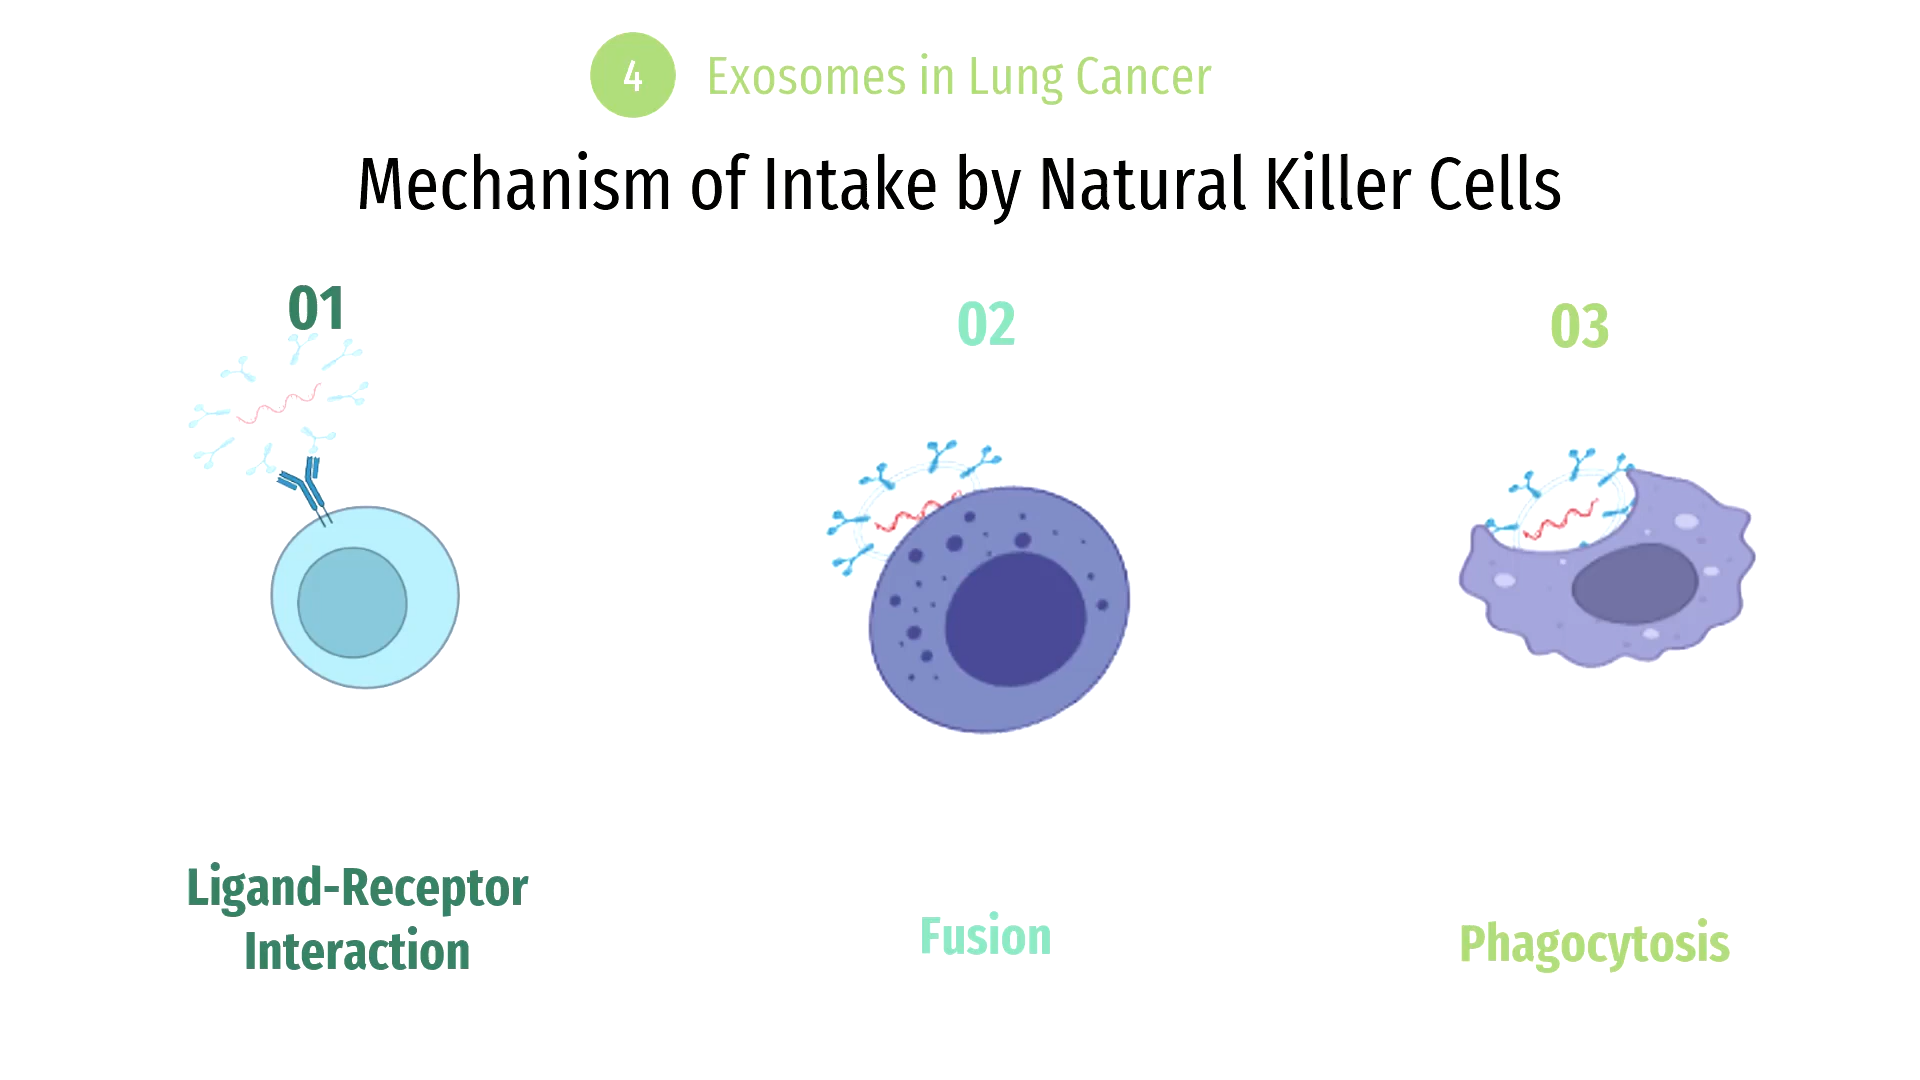 4 Exosomes in Lung Cancer
Mechanism of Intake by Natural Killer Cells
01
02
03
Ligand-Receptor
Interaction
Fusion
Phagocytosis